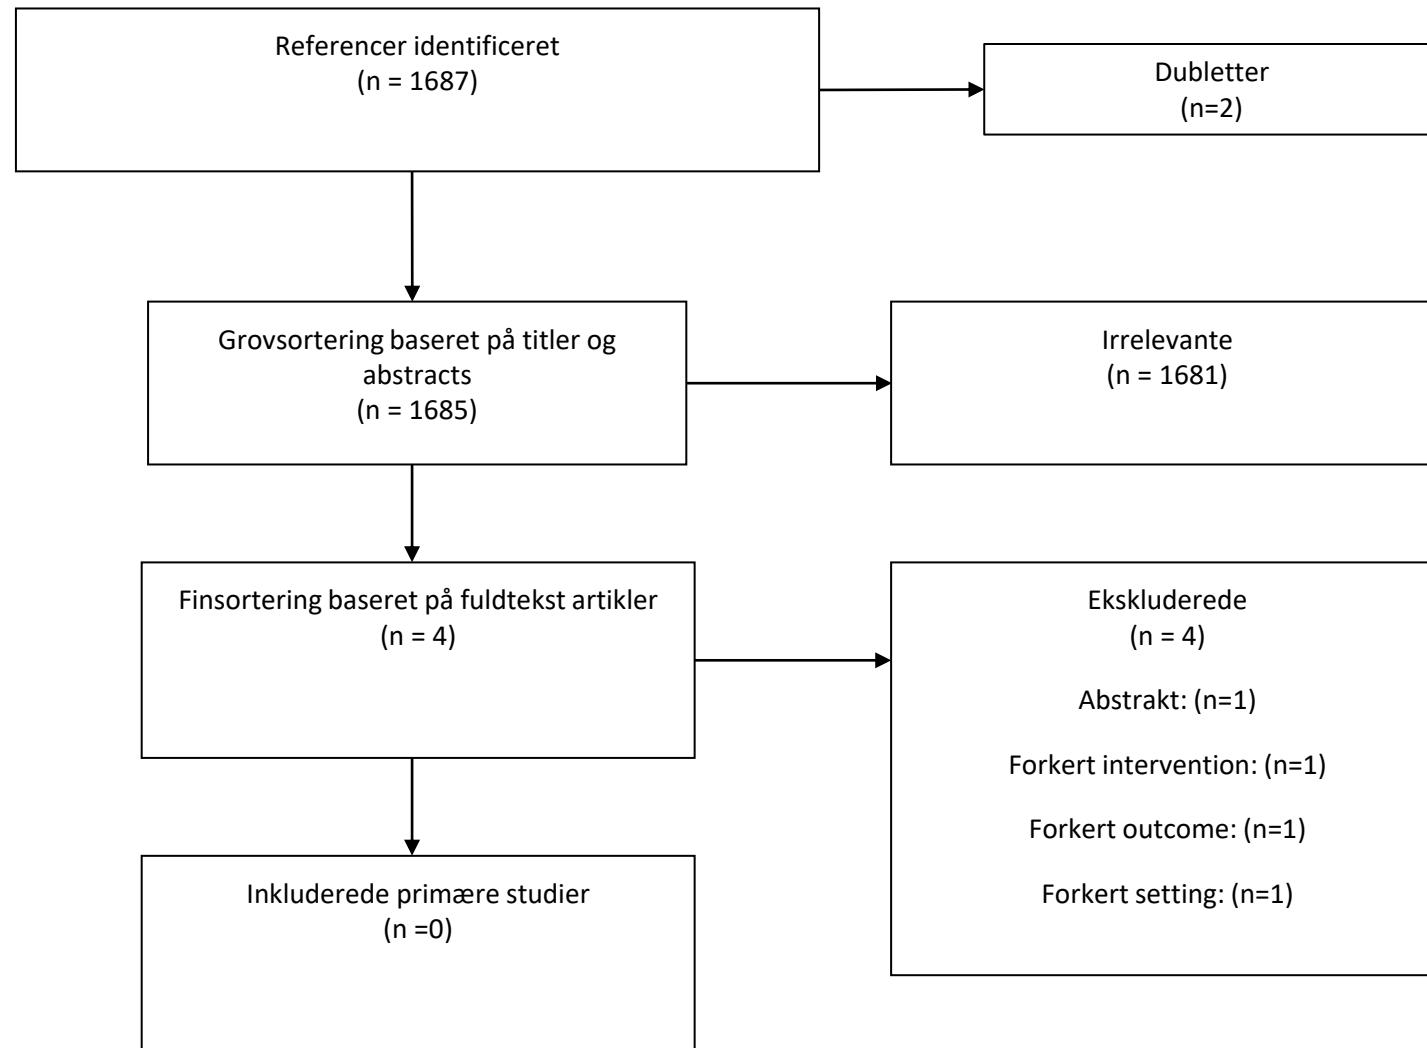 Referencer identificeret
(n = 1687)
Dubletter
(n=2)
Grovsortering baseret på titler og
abstracts
(n = 1685)
Irrelevante
(n = 1681)
Finsortering baseret på fuldtekst artikler
(n = 4)
Ekskluderede
(n = 4)
Abstrakt: (n=1)
Forkert intervention: (n=1)
Forkert outcome: (n=1)
Forkert setting: (n=1)
Inkluderede primære studier
(n =0)